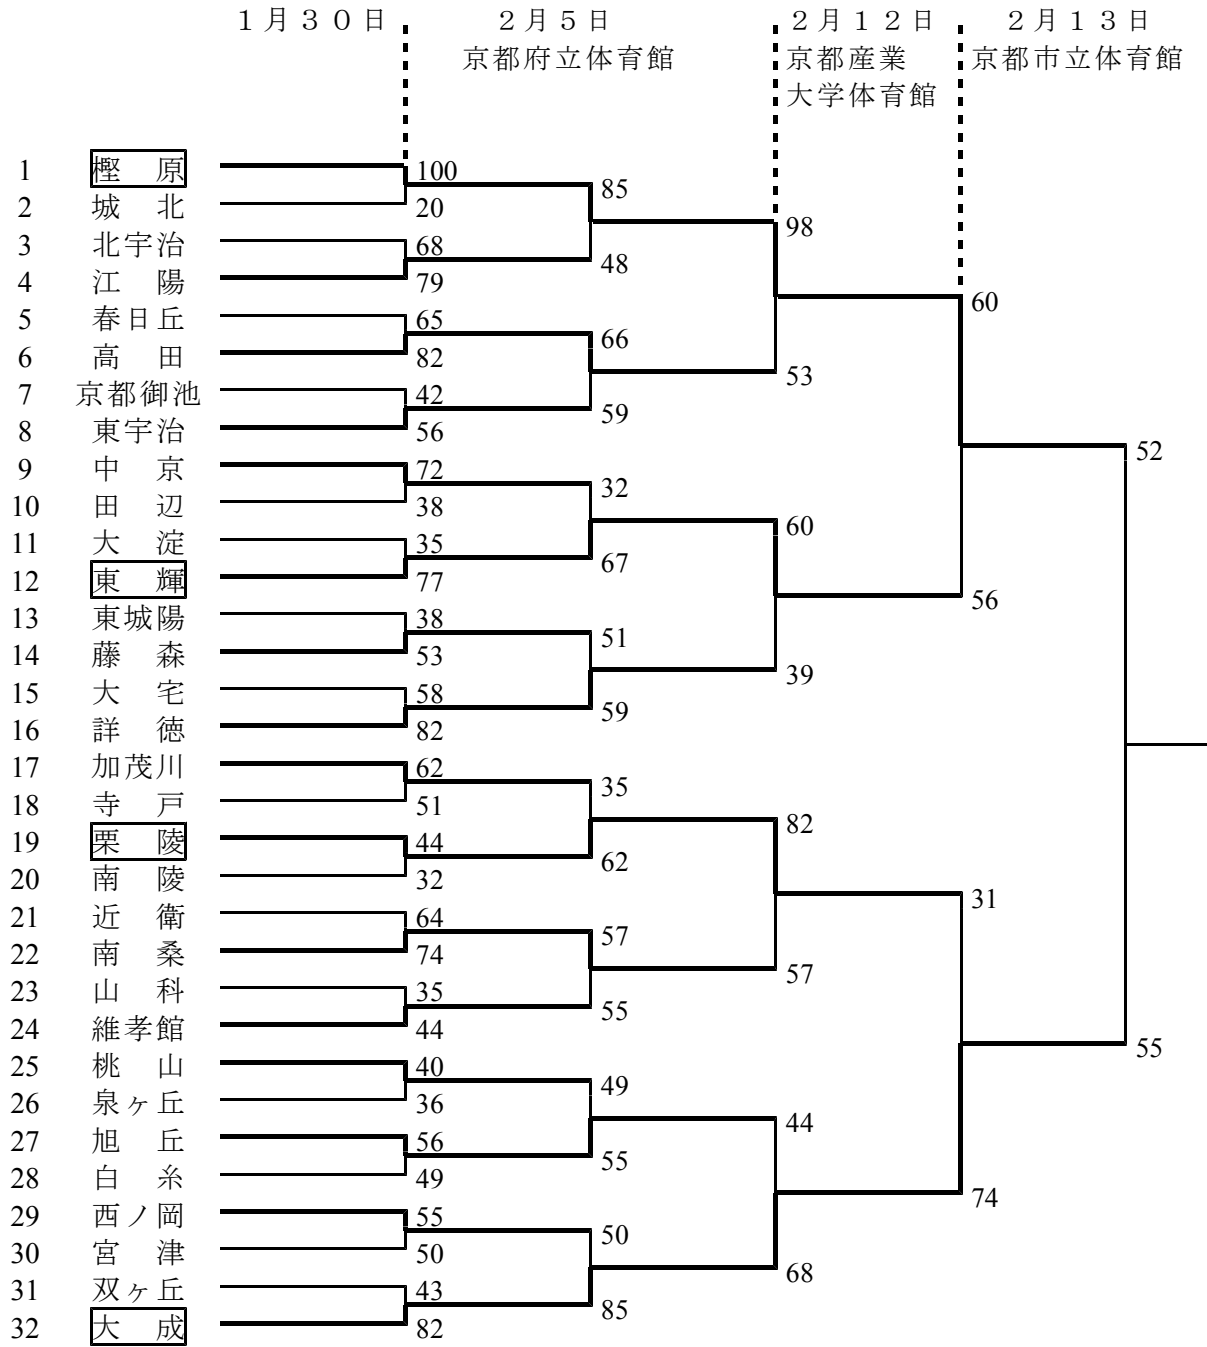 １月３０日 ２月５日 ２月１２日 ２月１３日
京都府立体育館 京都産業 京都市立体育館
大学体育館
1 樫 原 100
85
2 城 北 20
98
3 北宇治 68
48
4 江 陽 79
60
5 春日丘 65
66
6 高 田 82
53
7 京都御池 42
59
8 東宇治 56
52
9 中 京 72
32
10 田 辺 38
60
11 大 淀 35
67
12 東 輝 77
56
13 東城陽 38
51
14 藤 森 53
39
15 大 宅 58
59
16 詳 徳 82
17 加茂川 62
35
18 寺 戸 51
82
19 栗 陵 44
62
20 南 陵 32
31
21 近 衛 64
57
22 南 桑 74
57
23 山 科 35
55
24 維孝館 44
55
25 桃 山 40
49
26 泉ヶ丘 36
44
27 旭 丘 56
55
28 白 糸 49
74
29 西ノ岡 55
50
30 宮 津 50
68
31 双ヶ丘 43
85
32 大 成 82